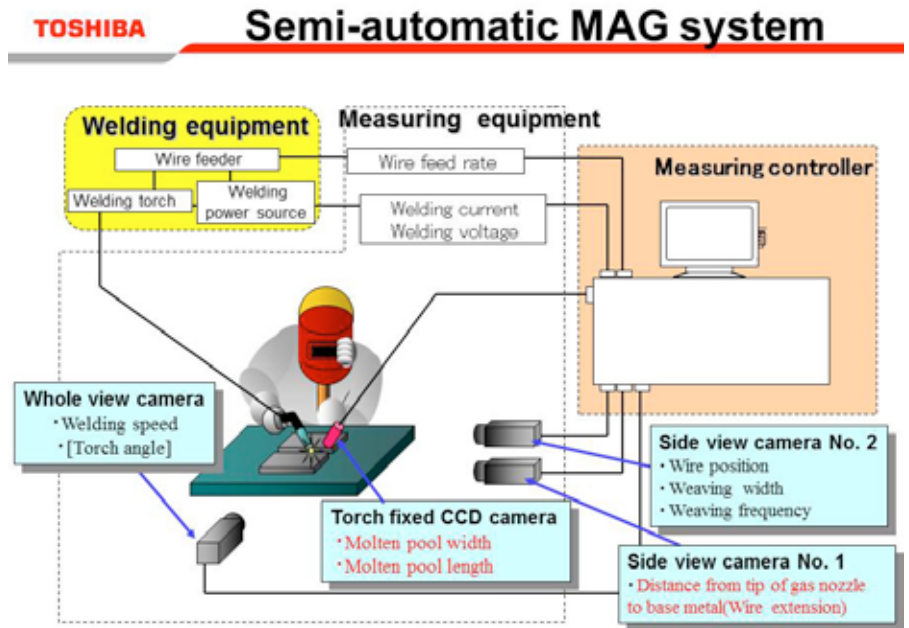 TOSHIBA
Semi-automatic MAG system
Welding equipment
Measuring equipment
Wire feeder
Wire feed rate
Measuring controller
Welding torch
Welding
power source
Welding current
Welding voltage
Whole view camera
・Welding speed
・[Torch angle]
Side view camera No. 2
・Wire position
・Weaving width
・Weaving frequency
Torch fixed CCD camera
・Molten pool width
・Molten pool length
Side view camera No. 1
・Distance from tip of gas nozzle
to base metal(Wire extension)